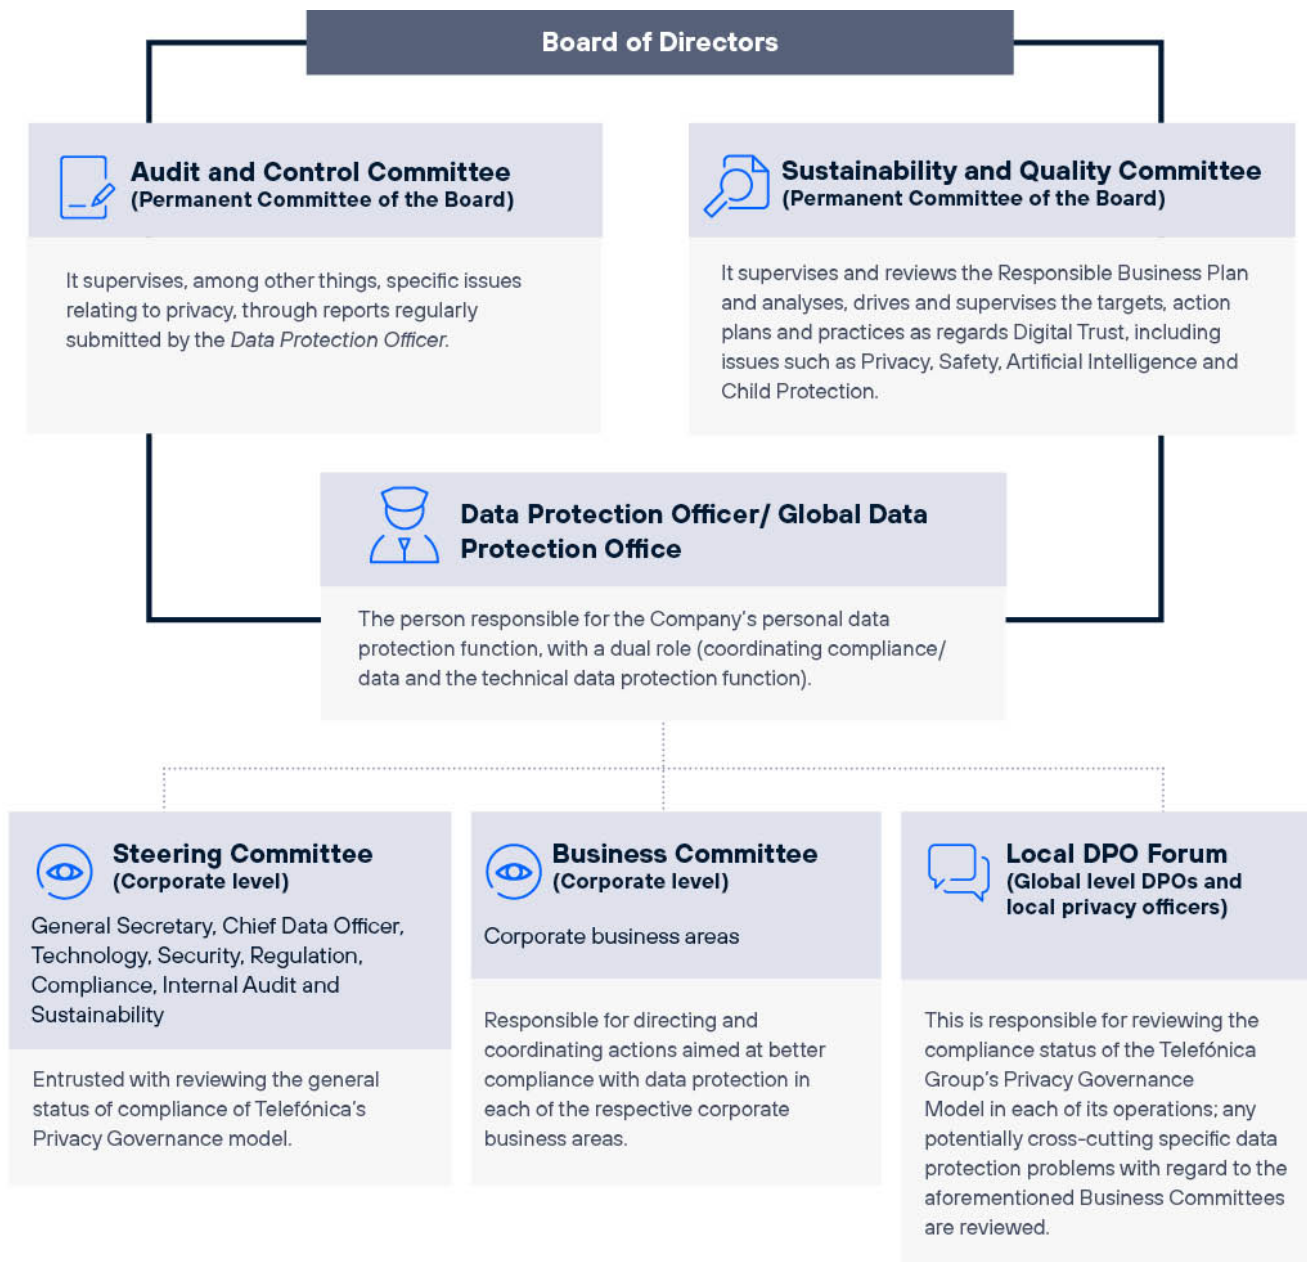 Board of Directors
Audit and Control Committee
(Permanent Committee of the Board)
It supervises, among other things, specific issues
relating to privacy, through reports regularly
submitted by the Data Protection Officer.
Sustainability and Quality Committee
(Permanent Committee of the Board)
It supervises and reviews the Responsible Business Plan
and analyses, drives and supervises the targets, action
plans and practices as regards Digital Trust, including
issues such as Privacy, Safety, Artificial Intelligence and
Child Protection.
Data Protection Officer/ Global Data
Protection Office
The person responsible for the Company's personal data
protection function, with a dual role (coordinating compliance/
data and the technical data protection function).
Steering Committee
(Corporate level)
General Secretary, Chief Data Officer,
Technology, Security, Regulation,
Compliance, Internal Audit and
Sustainability
Entrusted with reviewing the general
status of compliance of Telefónica's
Privacy Governance model.
Business Committee
(Corporate level)
Corporate business areas
Responsible for directing and
coordinating actions aimed at better
compliance with data protection in
each of the respective corporate
business areas.
Local DPO Forum
(Global level DPOs and
local privacy officers)
This is responsible for reviewing the
compliance status of the Telefónica
Group's Privacy Governance
Model in each of its operations; any
potentially cross-cutting specific data
protection problems with regard to the
aforementioned Business Committees
are reviewed.